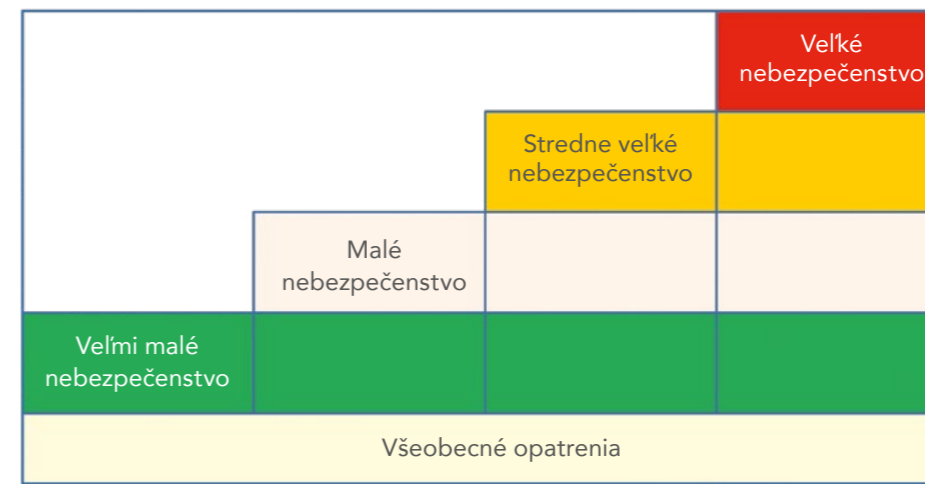 Veľké
nebezpečenstvo
Stredne veľké
nebezpečenstvo
Malé
nebezpečenstvo
Veľmi malé
nebezpečenstvo
Všeobecné opatrenia